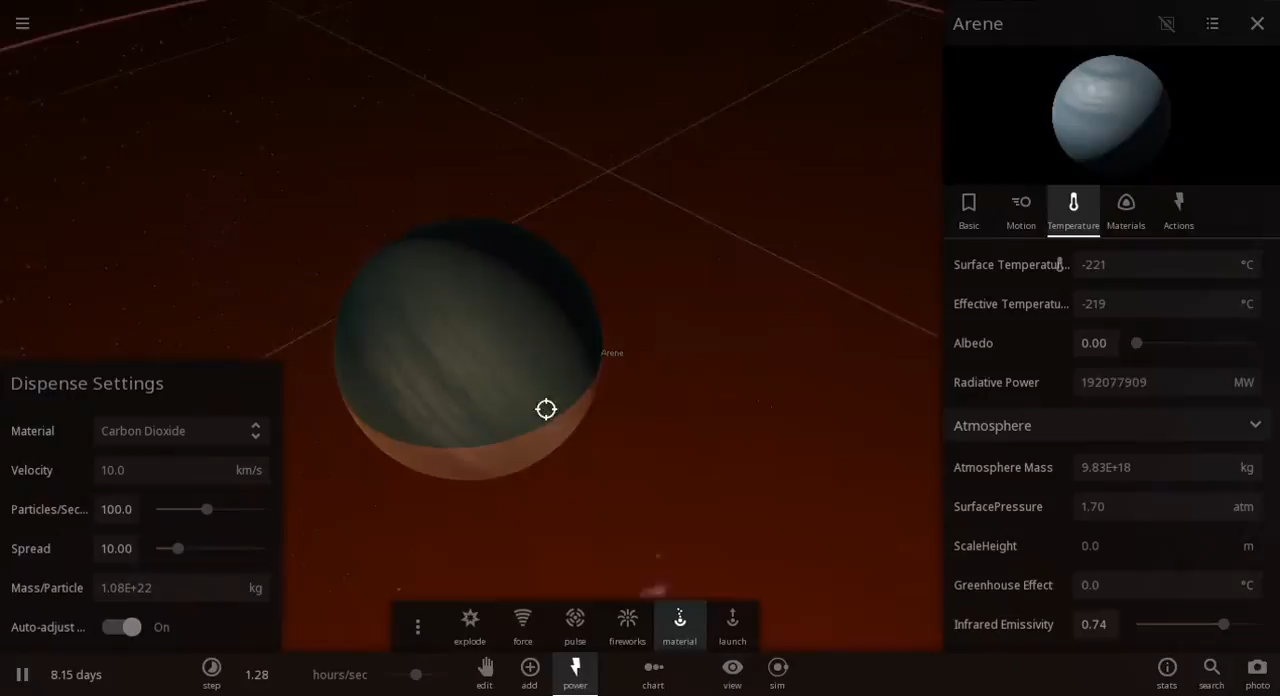 Arene
Basic
Motion
Temperature
Materials
Actions
Surface Temperatu... -221 °C
Effective Temperatu... -219 °C
Albedo 0.00
Radiative Power 192077909 MW
Atmosphere
Atmosphere Mass 9.83E+18 kg
SurfacePressure 1.70 atm
ScaleHeight 0.0 m
Greenhouse Effect 0.0 °C
Infrared Emissivity 0.74
Arene
Dispense Settings
Material Carbon Dioxide
Velocity 10.0 km/s
Particles/Sec... 100.0
Spread 10.00
Mass/Particle 1.08E+22 kg
Auto-adjust ... On
explode force pulse fireworks material launch
8.15 days step 1.28 hours/sec edit add power chart view sim stats search photo